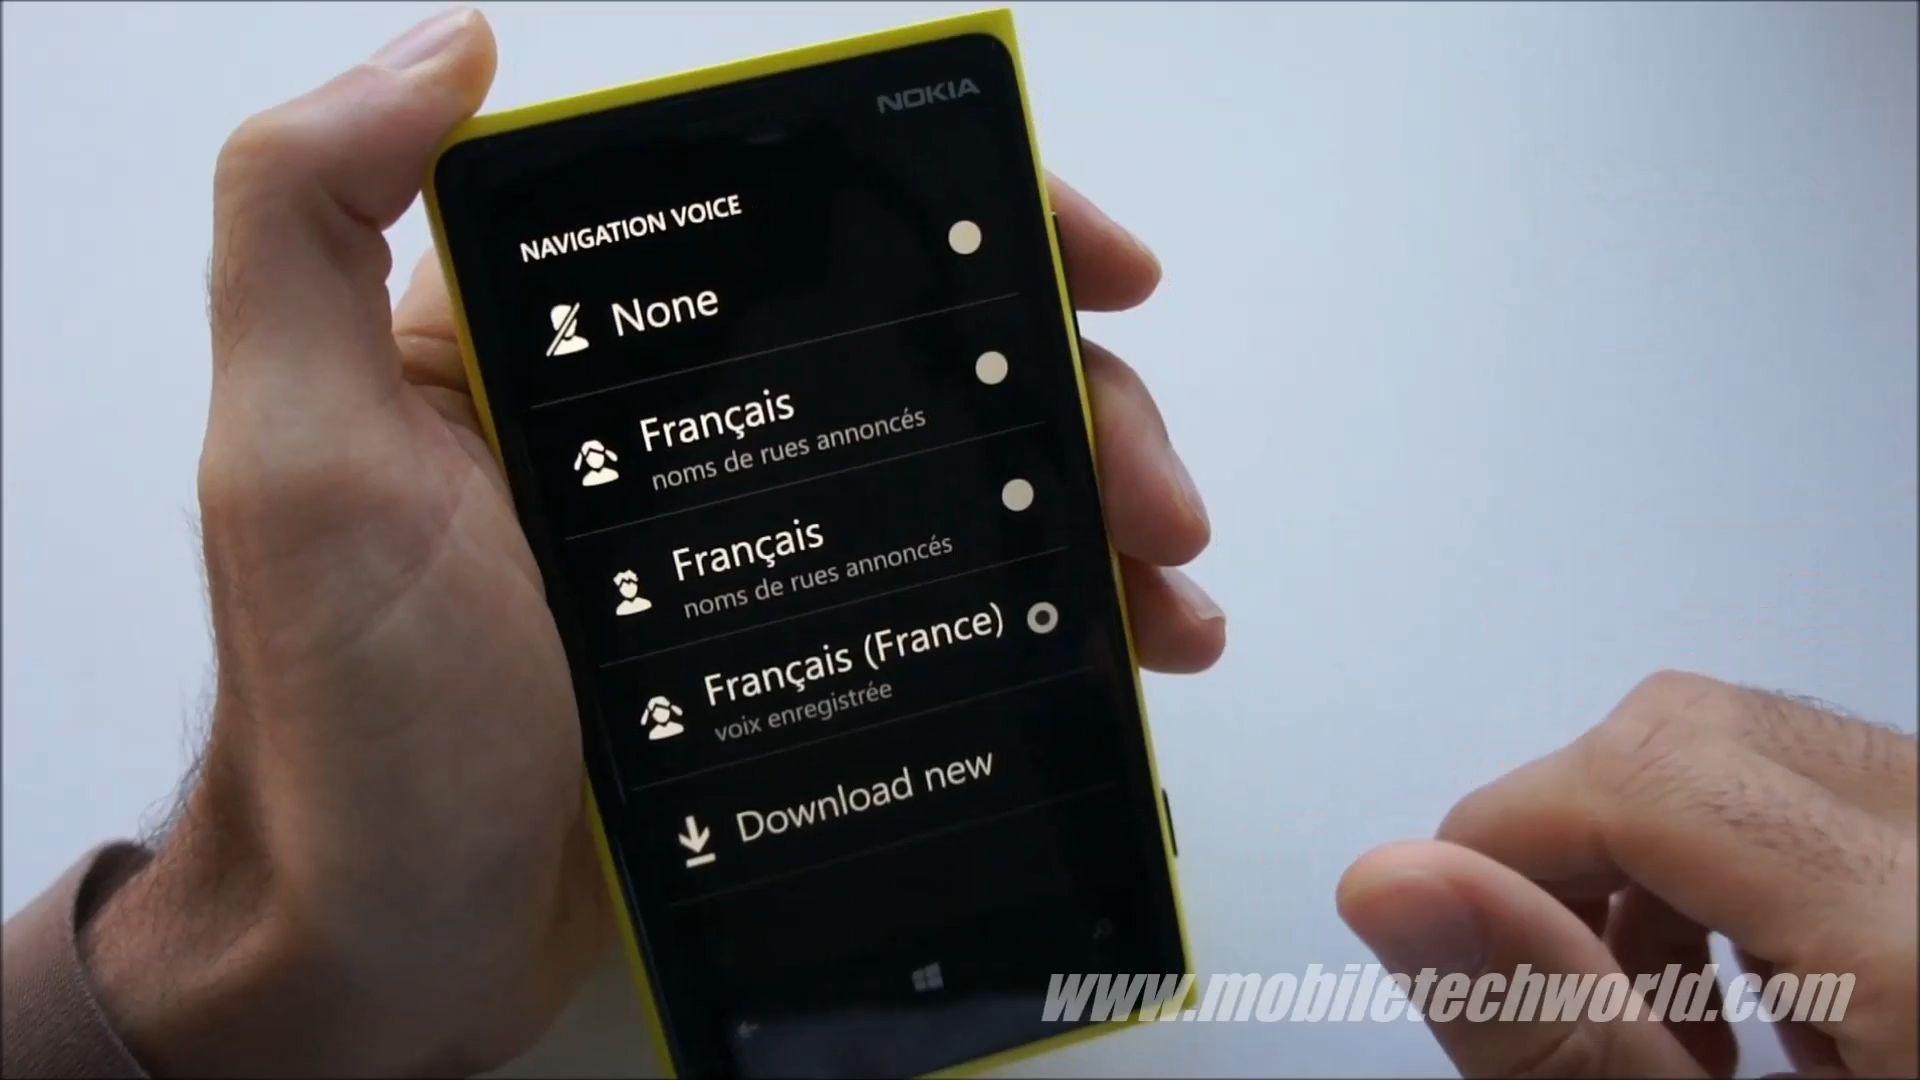 NOKIA
NAVIGATION VOICE
None
Français
noms de rues annoncés
Français
noms de rues annoncés
Français (France)
voix enregistrée
Download new
www.mobiletechworld.com